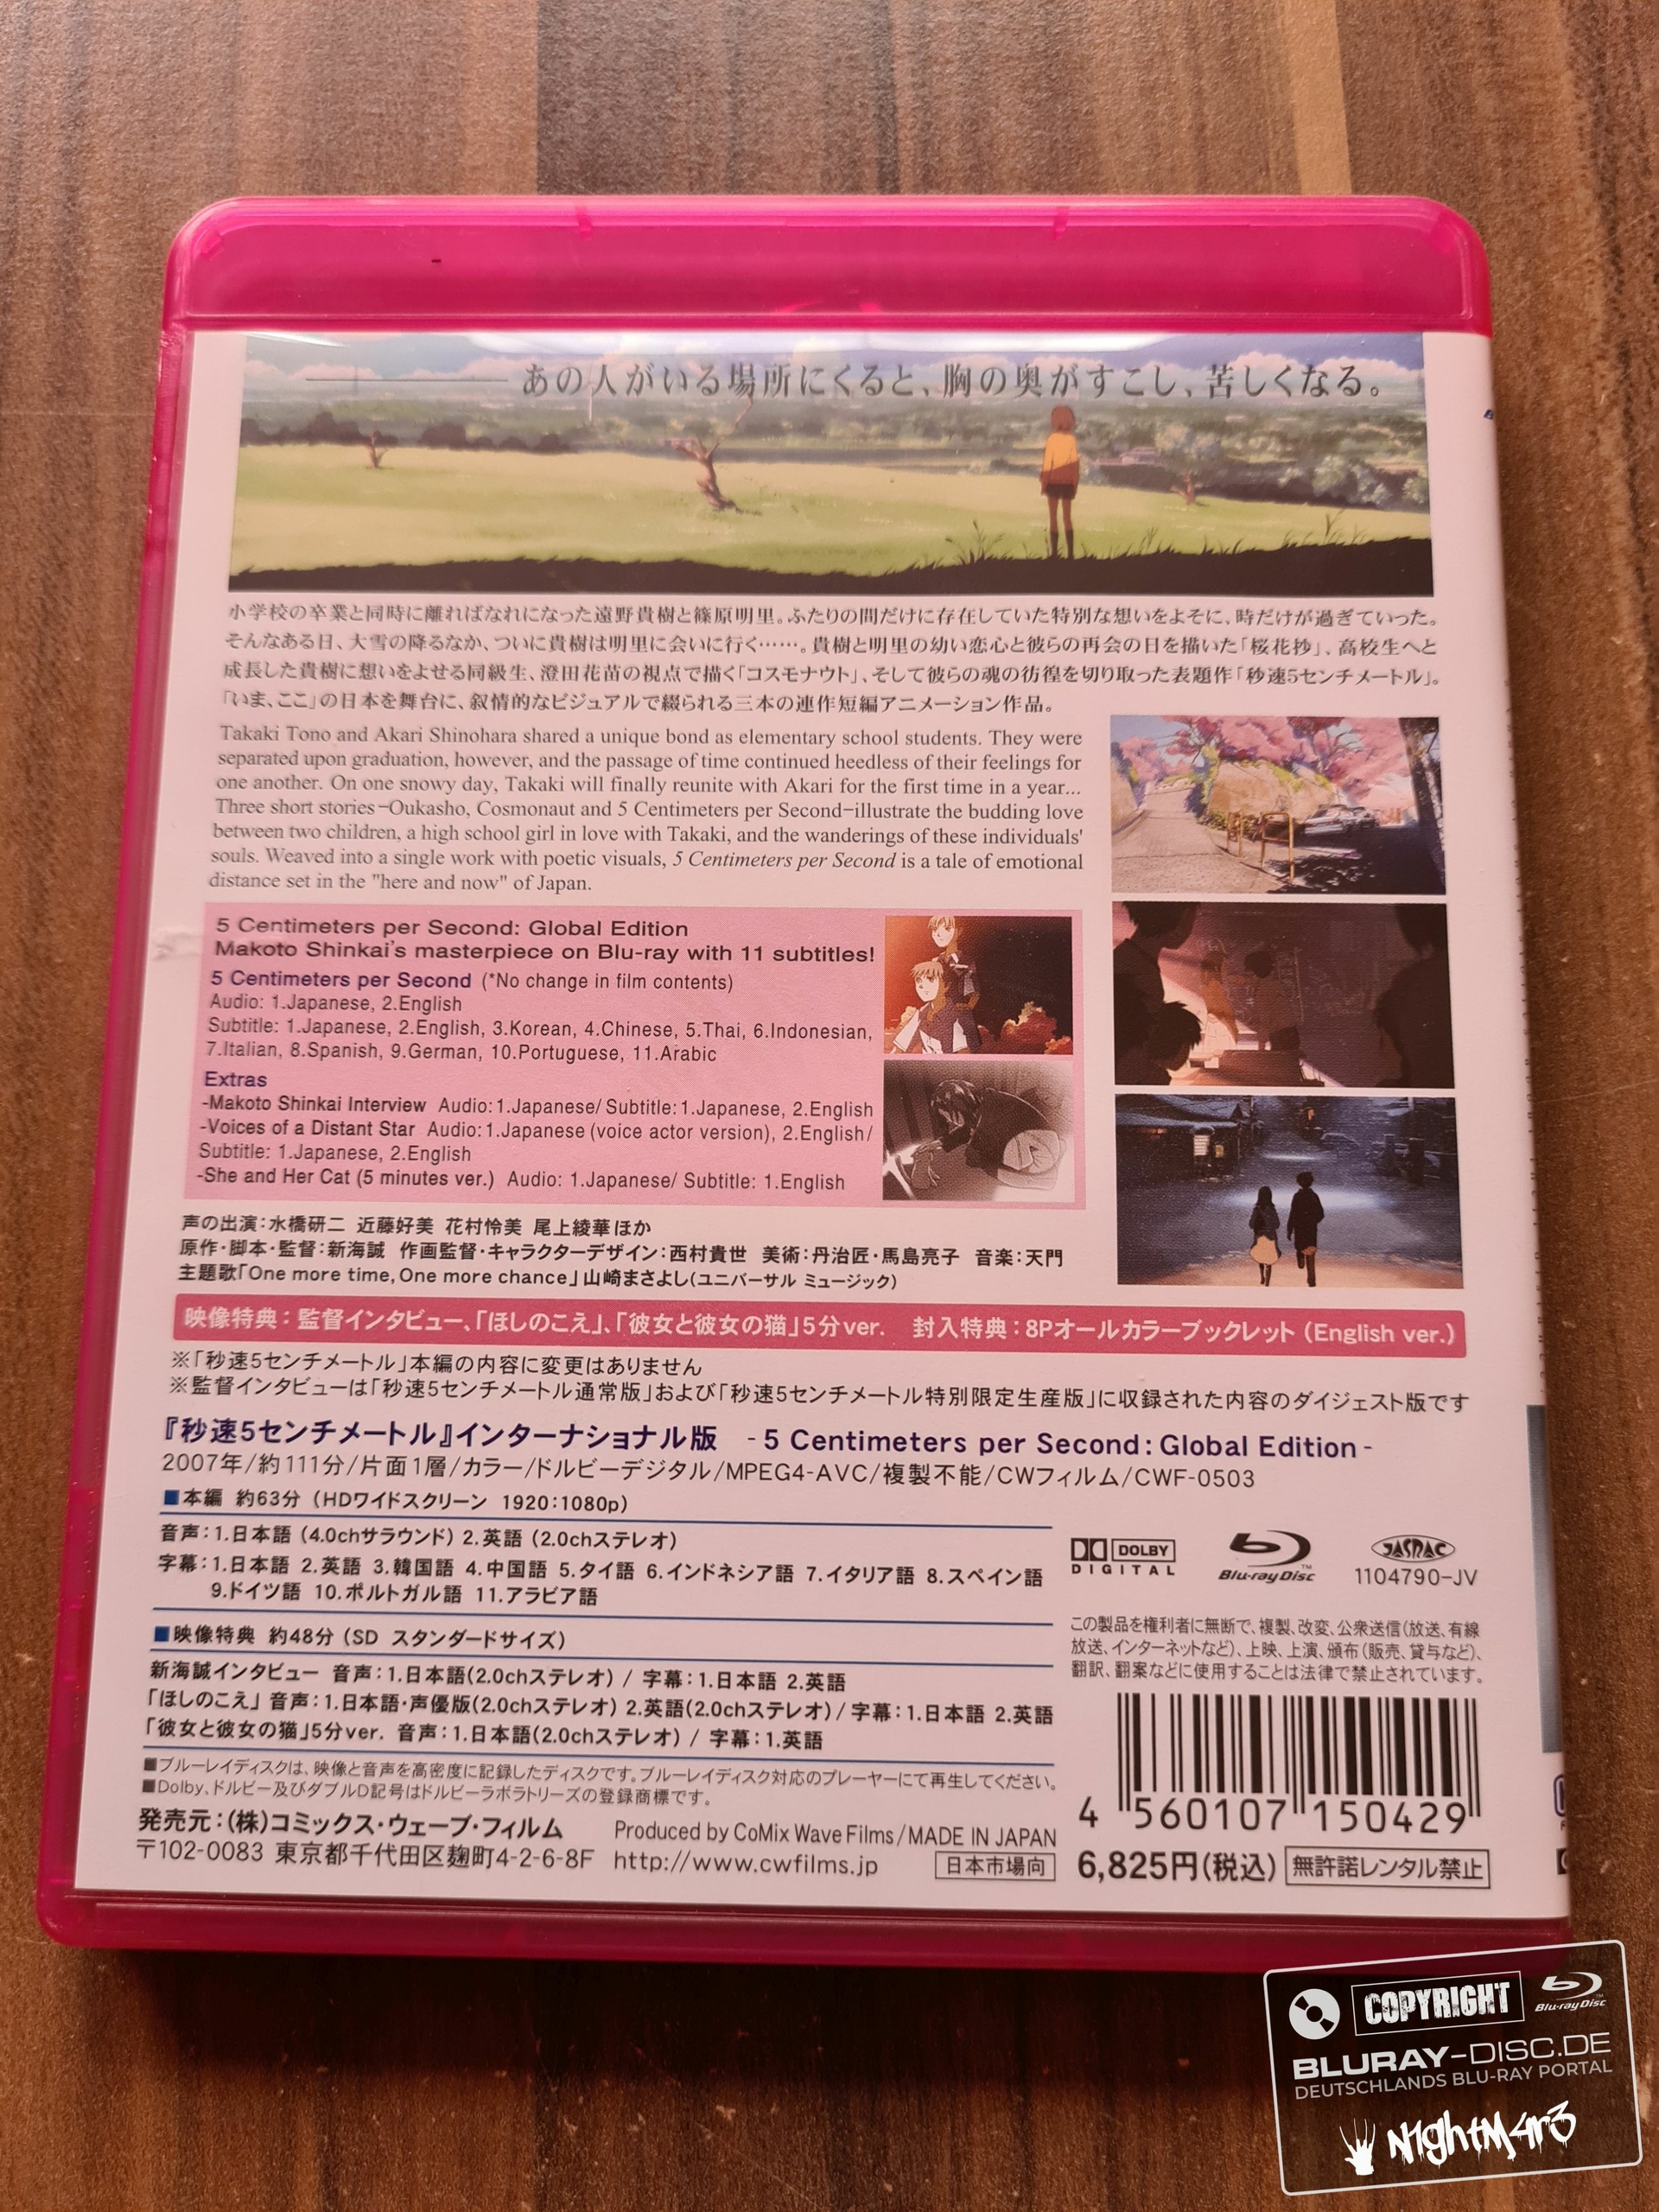 あの人がいる場所にくると、胸の奥がすこし、苦しくなる。
小学校の卒業と同時に離ればなれになった遠野貴樹と篠原明里。ふたりの間だけに存在していた特別な想いをよそに、時だけが過ぎていった。
そんなある日、大雪の降るなか、ついに貴樹は明里に会いに行く……。貴樹と明里の幼い恋心と彼らの再会の日を描いた「桜花抄」、高校生へと
成長した貴樹に想いをよせる同級生、澄田花苗の視点で描く「コスモナウト」、そして彼らの魂の彷徨を切り取った表題作「秒速5センチメートル」。
「いま、ここ」の日本を舞台に、叙情的なビジュアルで綴られる三本の連作短編アニメーション作品。
Takaki Tono and Akari Shinohara shared a unique bond as elementary school students. They were
separated upon graduation, however, and the passage of time continued heedless of their feelings for
one another. On one snowy day, Takaki will finally reunite with Akari for the first time in a year...
Three short stories–Oukasho, Cosmonaut and 5 Centimeters per Second–illustrate the budding love
between two children, a high school girl in love with Takaki, and the wanderings of these individuals'
souls. Weaved into a single work with poetic visuals, 5 Centimeters per Second is a tale of emotional
distance set in the "here and now" of Japan.
5 Centimeters per Second: Global Edition
Makoto Shinkai's masterpiece on Blu-ray with 11 subtitles!
5 Centimeters per Second (*No change in film contents)
Audio: 1.Japanese, 2.English
Subtitle: 1.Japanese, 2.English, 3.Korean, 4.Chinese, 5.Thai, 6.Indonesian,
7.Italian, 8.Spanish, 9.German, 10.Portuguese, 11.Arabic
Extras
-Makoto Shinkai Interview Audio:1.Japanese/ Subtitle:1.Japanese, 2.English
-Voices of a Distant Star Audio:1.Japanese (voice actor version), 2.English/
Subtitle: 1.Japanese, 2.English
-She and Her Cat (5 minutes ver.) Audio: 1.Japanese/ Subtitle: 1.English
声の出演:水橋研二 近藤好美 花村怜美 尾上綾華ほか
原作・脚本・監督:新海誠 作画監督・キャラクターデザイン:西村貴世 美術:丹治匠・馬島亮子 音楽:天門
主題歌「One more time, One more chance」山崎まさよし(ユニバーサル ミュージック)
映像特典:監督インタビュー、「ほしのこえ」、「彼女と彼女の猫」5分ver. 封入特典:8Pオールカラーブックレット (English ver.)
※「秒速5センチメートル」本編の内容に変更はありません
※監督インタビューは「秒速5センチメートル通常版」および「秒速5センチメートル特別限定生産版」に収録された内容のダイジェスト版です
『秒速5センチメートル』インターナショナル版 - 5 Centimeters per Second: Global Edition -
2007年/約111分/片面1層/カラー/ドルビーデジタル/MPEG4-AVC/複製不能/CWフィルム/CWF-0503
■本編 約63分 (HDワイドスクリーン 1920:1080p)
音声:1.日本語 (4.0chサラウンド) 2.英語 (2.0chステレオ)
字幕:1.日本語 2.英語 3.韓国語 4.中国語 5.タイ語 6.インドネシア語 7.イタリア語 8.スペイン語
9.ドイツ語 10.ポルトガル語 11.アラビア語
■映像特典 約48分 (SD スタンダードサイズ)
新海誠インタビュー 音声:1.日本語(2.0chステレオ) / 字幕:1.日本語 2.英語
「ほしのこえ」 音声:1.日本語・声優版(2.0chステレオ) 2.英語(2.0chステレオ) / 字幕:1.日本語 2.英語
「彼女と彼女の猫」5分ver. 音声:1.日本語(2.0chステレオ) / 字幕:1.英語
■ブルーレイディスクは、映像と音声を高密度に記録したディスクです。ブルーレイディスク対応のプレーヤーにて再生してください。
■Dolby、ドルビー及びダブルD記号はドルビーラボラトリーズの登録商標です。
発売元:(株)コミックス・ウェーブ・フィルム
〒102-0083 東京都千代田区麹町4-2-6-8F
Produced by CoMix Wave Films/MADE IN JAPAN
http://www.cwfilms.jp
日本市場向
DOLBY
DIGITAL
Blu-ray Disc
JASRAC
1104790-JV
この製品を権利者に無断で、複製、改変、公衆送信(放送、有線
放送、インターネットなど)、上映、上演、頒布(販売、貸与など)、
翻訳、翻案などに使用することは法律で禁止されています。
4 560107 150429
6,825円(税込) 無許諾レンタル禁止
COPYRIGHT
Blu-ray Disc
BLURAY-DISC.DE
DEUTSCHLANDS BLU-RAY PORTAL
N1ghtM4r3